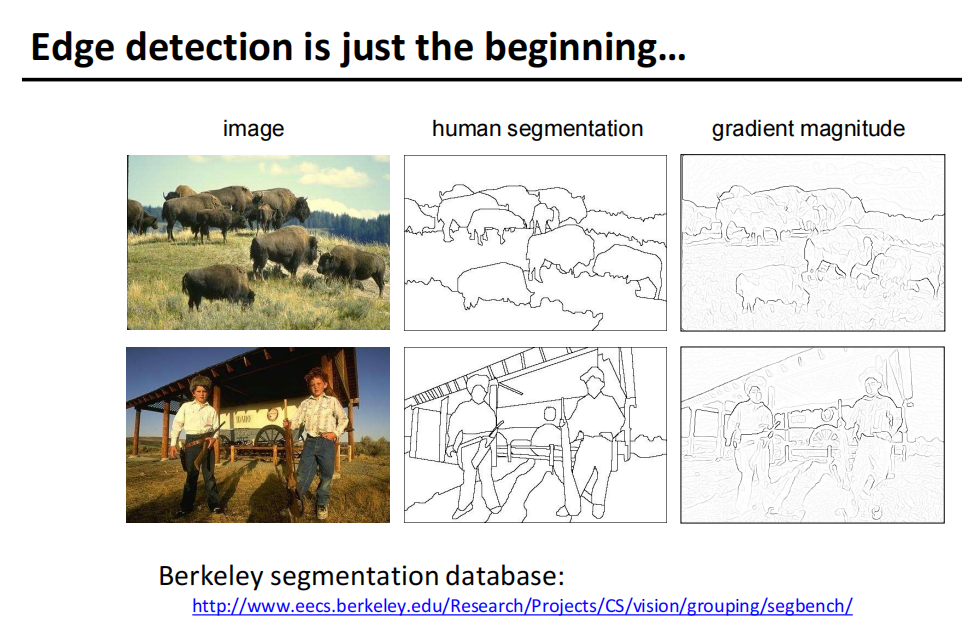 Edge detection is just the beginning…
image human segmentation gradient magnitude
IDAHO
Berkeley segmentation database:
http://www.eecs.berkeley.edu/Research/Projects/CS/vision/grouping/segbench/